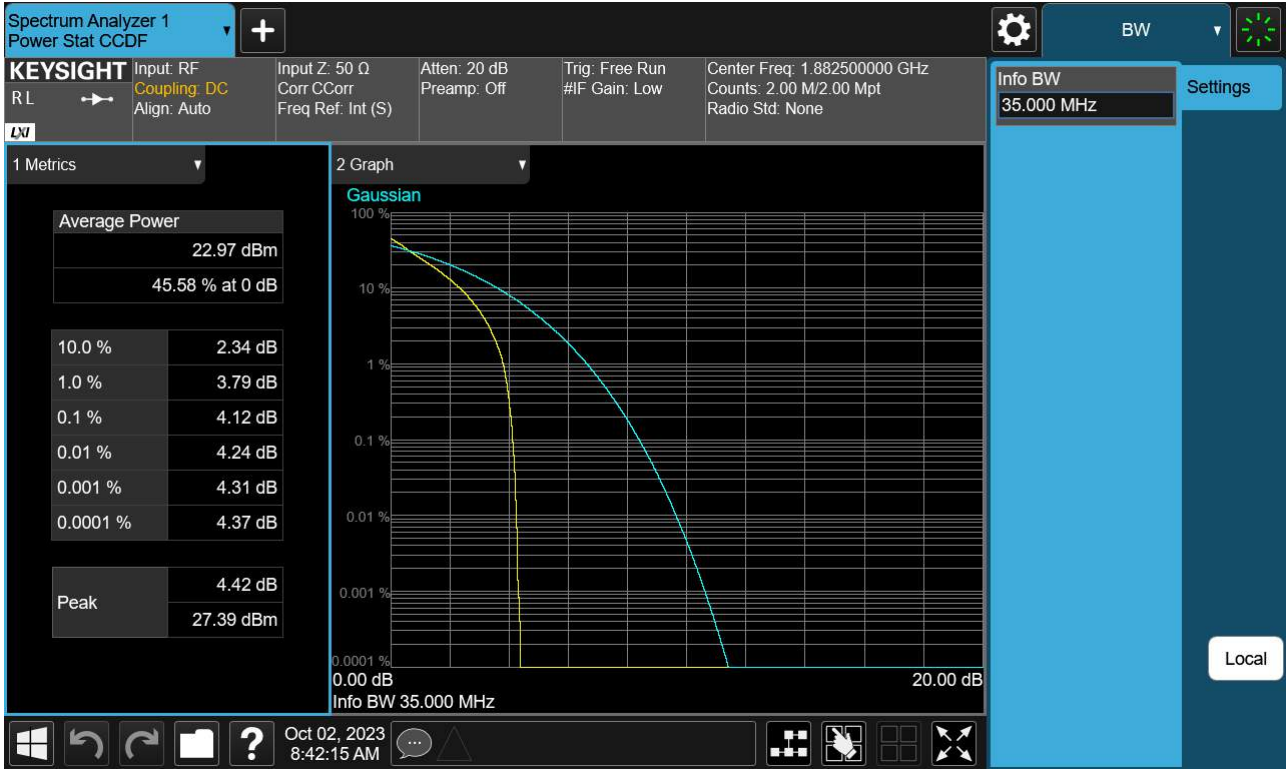 Spectrum Analyzer 1
Power Stat CCDF
BW
KEYSIGHT
R L
LXI
Input: RF
Coupling: DC
Align: Auto
Input Z: 50 Ω
Corr CCorr
Freq Ref: Int (S)
Atten: 20 dB
Preamp: Off
Trig: Free Run
#IF Gain: Low
Center Freq: 1.882500000 GHz
Counts: 2.00 M/2.00 Mpt
Radio Std: None
Info BW
35.000 MHz
Settings
1 Metrics
Average Power
22.97 dBm
45.58 % at 0 dB
10.0 % 2.34 dB
1.0 % 3.79 dB
0.1 % 4.12 dB
0.01 % 4.24 dB
0.001 % 4.31 dB
0.0001 % 4.37 dB
Peak
4.42 dB
27.39 dBm
2 Graph
Gaussian
100 %
10 %
1 %
0.1 %
0.01 %
0.001 %
0.0001 %
0.00 dB 20.00 dB
Info BW 35.000 MHz
Local
?
Oct 02, 2023
8:42:15 AM